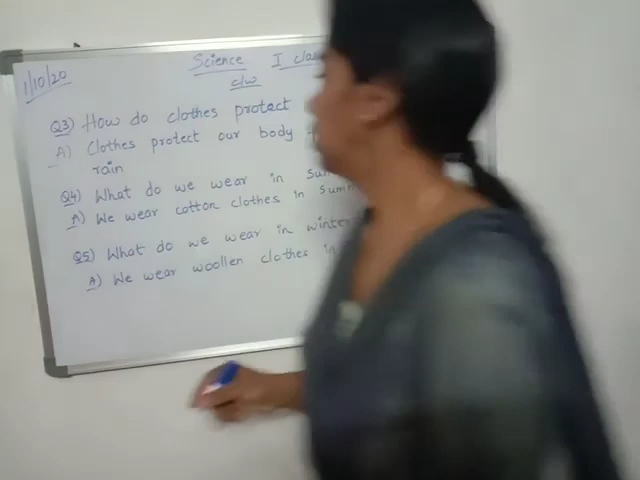 1/10/20
Science I class
c/w
Q3) How do clothes protect
A) Clothes protect our body
rain
Q4) What do we wear in
A) We wear cotton clothes in
Q5) What do we wear in winter
A) We wear woollen clothes in